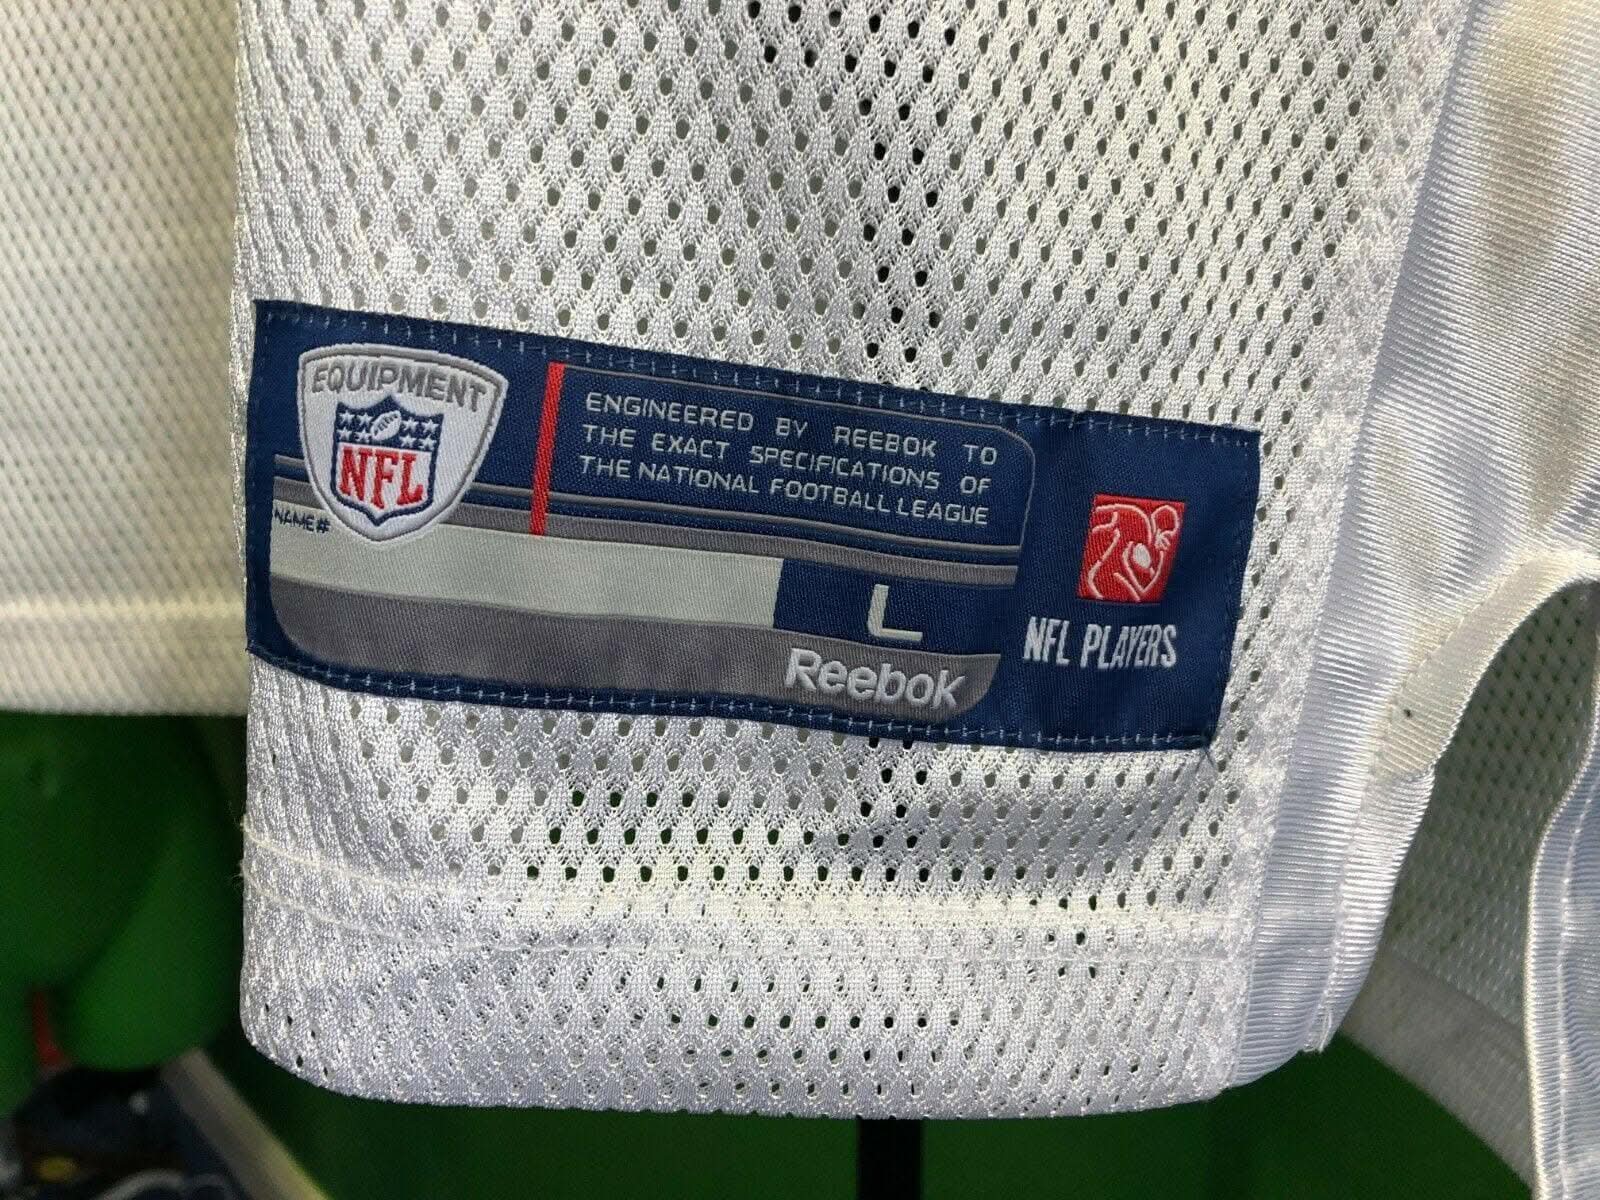 EQUIPMENT
NFL
ENGINEERED BY REEBOK TO
THE EXACT SPECIFICATIONS OF
THE NATIONAL FOOTBALL LEAGUE
NAME#
L
Reebok
NFL PLAYERS